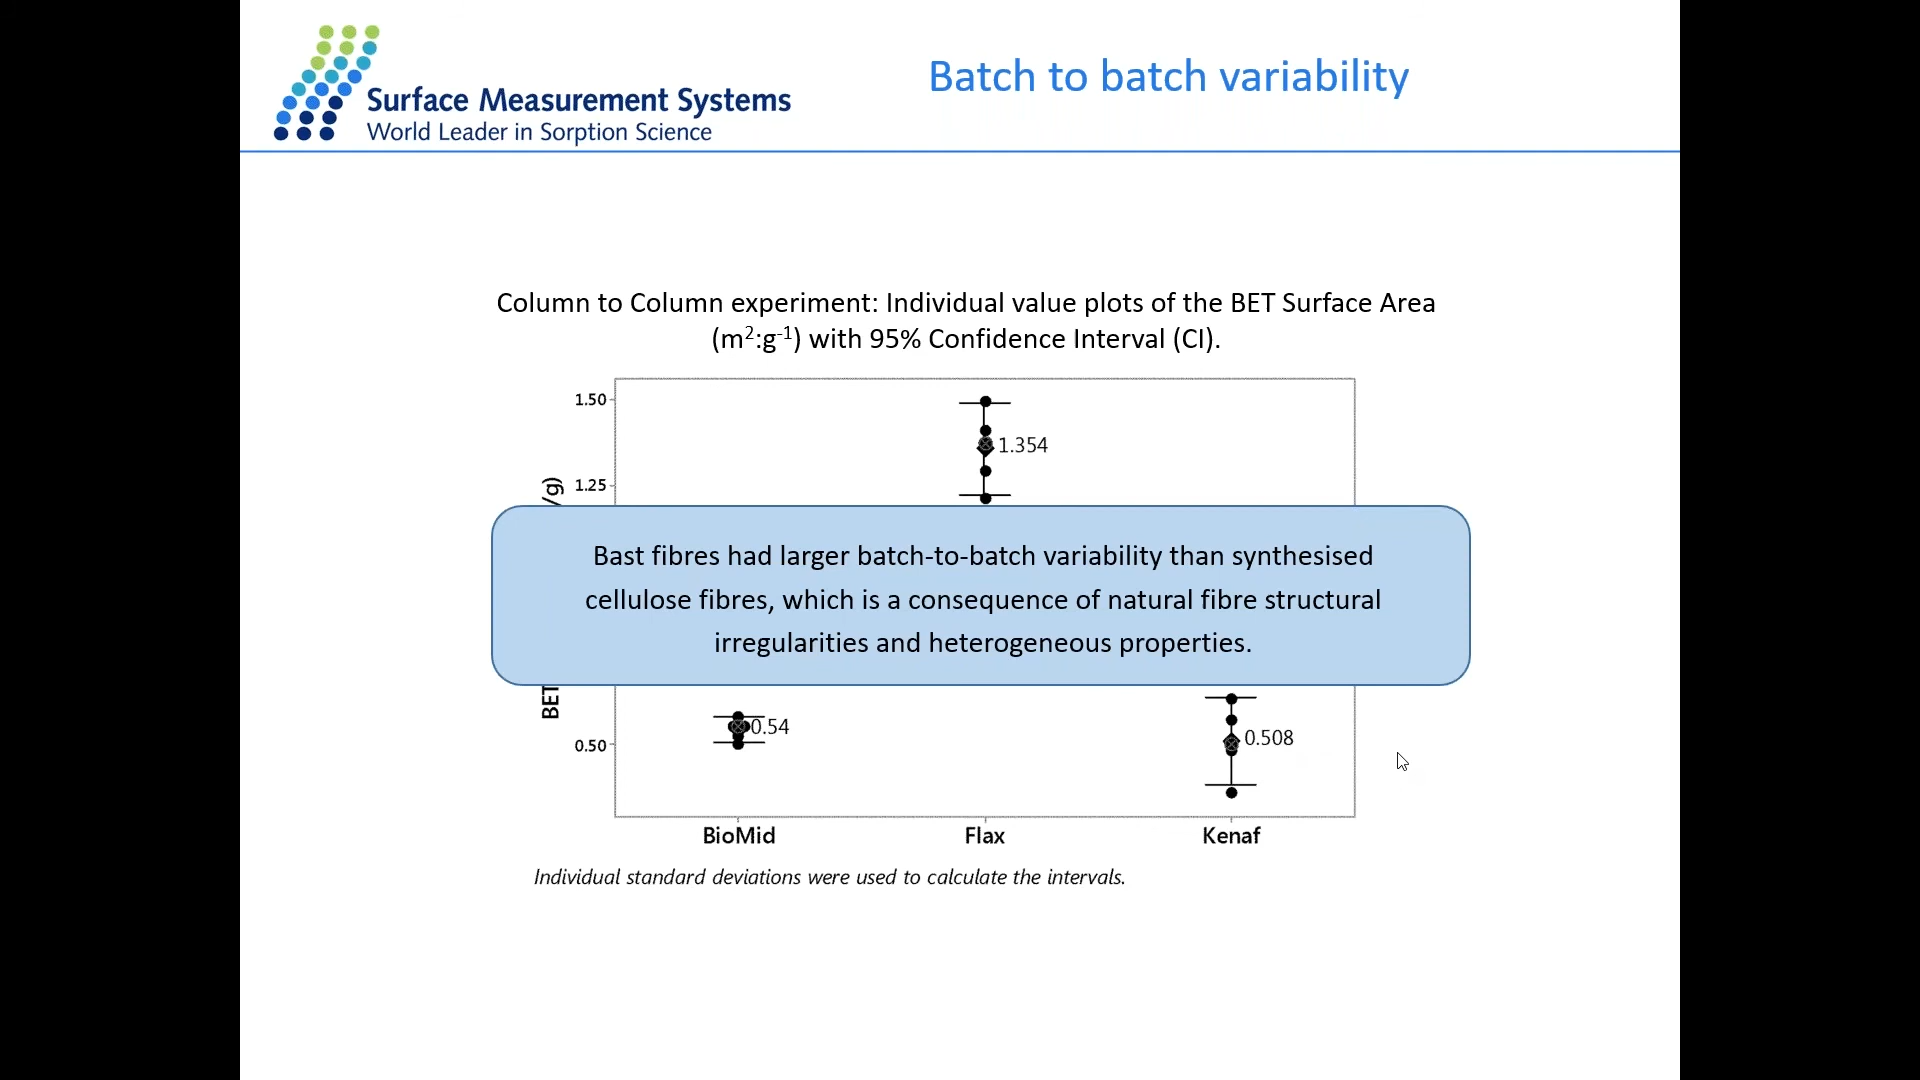 Batch to batch variability
Surface Measurement Systems
World Leader in Sorption Science
Column to Column experiment: Individual value plots of the BET Surface Area
(m²:g⁻¹) with 95% Confidence Interval (CI).
1.50
1.354
/g)
1.25
Bast fibres had larger batch-to-batch variability than synthesised
cellulose fibres, which is a consequence of natural fibre structural
irregularities and heterogeneous properties.
BET
0.54
0.508
0.50
BioMid Flax Kenaf
Individual standard deviations were used to calculate the intervals.